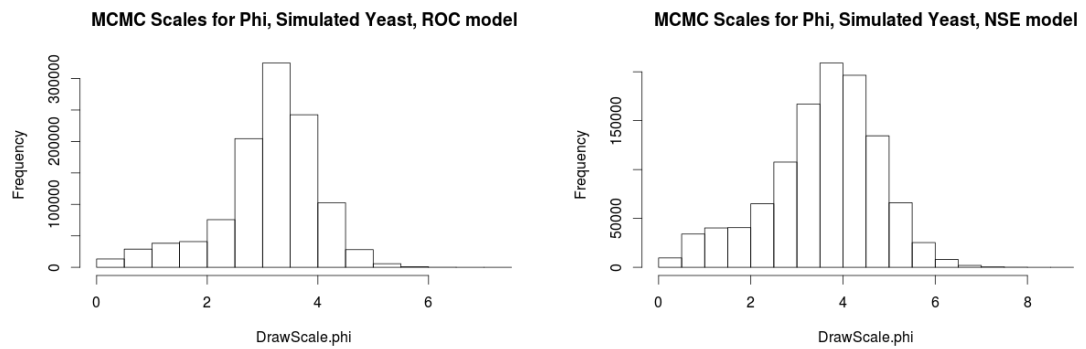 MCMC Scales for Phi, Simulated Yeast, ROC model
Frequency
300000
200000
100000
0
0 2 4 6
DrawScale.phi
MCMC Scales for Phi, Simulated Yeast, NSE model
Frequency
150000
50000
0
0 2 4 6 8
DrawScale.phi